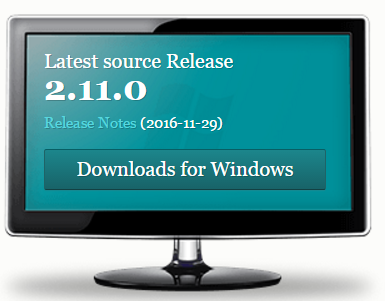 Latest source Release
2.11.0
Release Notes (2016-11-29)
Downloads for Windows